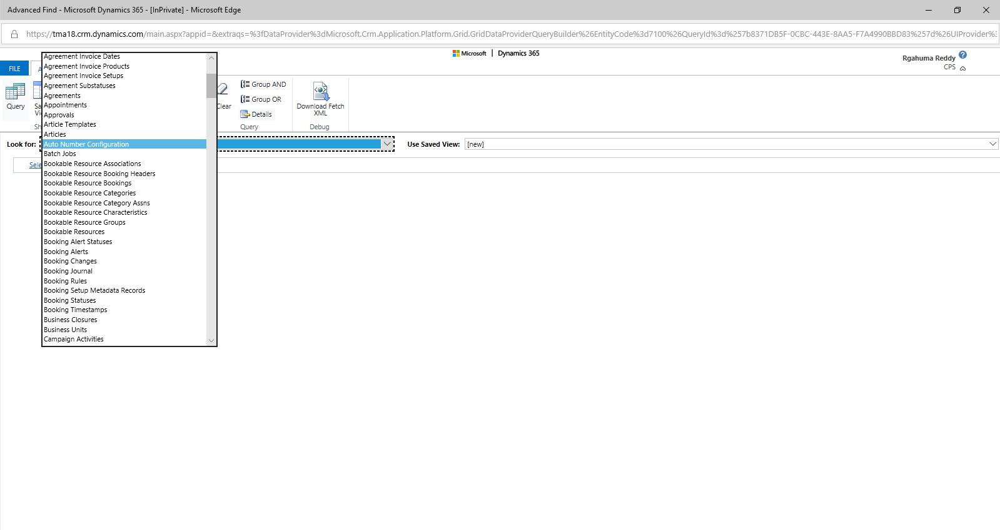 Advanced Find - Microsoft Dynamics 365 - [InPrivate] - Microsoft Edge
https://tma18.crm.dynamics.com/main.aspx?appid=&extraqs=%3fDataProvider%3dMicrosoft.Crm.Application.Platform.Grid.GridDataProviderQueryBuilder%26EntityCode%3d7100%26QueryId%3d%257b8371DB5F-0CBC-443E-8AA5-F7A4990BBD83%257d%26UIProvider%3
Microsoft | Dynamics 365
Rgahuma Reddy
CPS
FILE
A
Query
Sa
Vi
Sh
Clear
Group AND
Group OR
Details
Query
Download Fetch
XML
Debug
Look for:
Use Saved View:
[new]
Sele
Agreement Invoice Dates
Agreement Invoice Products
Agreement Invoice Setups
Agreement Substatuses
Agreements
Appointments
Approvals
Article Templates
Articles
Auto Number Configuration
Batch Jobs
Bookable Resource Associations
Bookable Resource Booking Headers
Bookable Resource Bookings
Bookable Resource Categories
Bookable Resource Category Assns
Bookable Resource Characteristics
Bookable Resource Groups
Bookable Resources
Booking Alert Statuses
Booking Alerts
Booking Changes
Booking Journal
Booking Rules
Booking Setup Metadata Records
Booking Statuses
Booking Timestamps
Business Closures
Business Units
Campaign Activities